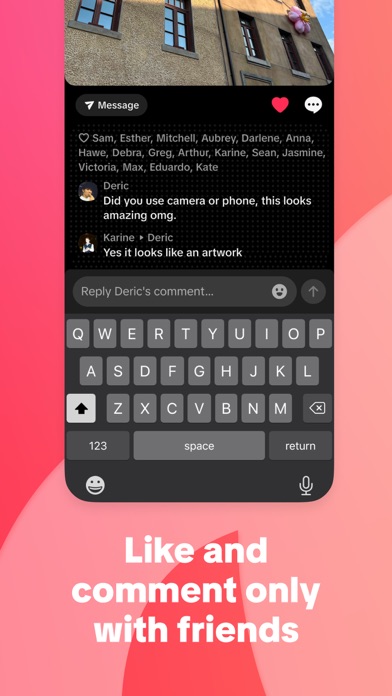 Message
Sam, Esther, Mitchell, Aubrey, Darlene, Anna,
Hawe, Debra, Greg, Arthur, Karine, Sean, Jasmine,
Victoria, Max, Eduardo, Kate
Deric
Did you use camera or phone, this looks
amazing omg.
Karine ▸ Deric
Yes it looks like an artwork
Reply Deric's comment...
Q W E R T Y U I O P
A S D F G H J K L
Z X C V B N M
123 space return
Like and
comment only
with friends